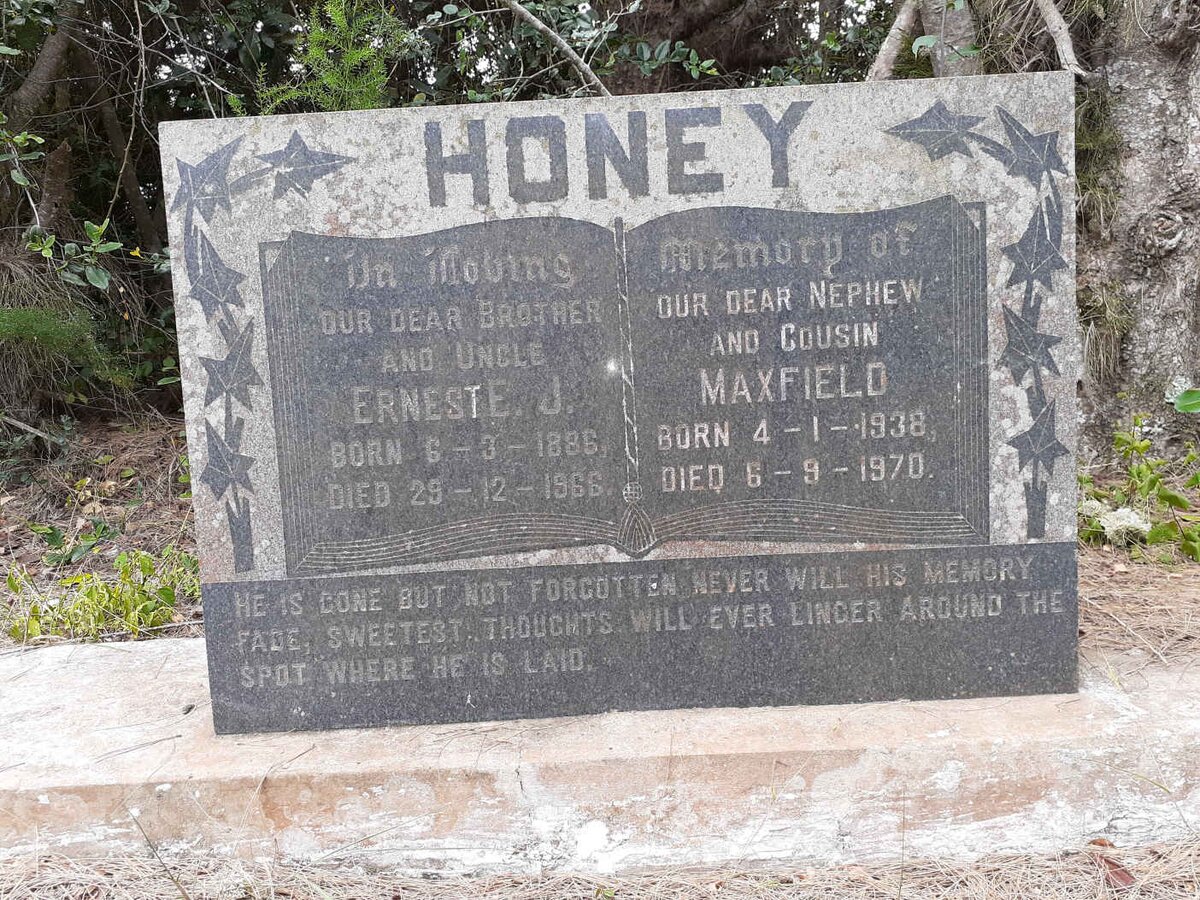 HONEY
In Loving
OUR DEAR BROTHER
AND UNCLE
ERNEST E. J.
BORN 6-3-1886,
DIED 29-12-1966.
Memory of
OUR DEAR NEPHEW
AND COUSIN
MAXFIELD
BORN 4-1-1938,
DIED 6-9-1970.
HE IS GONE BUT NOT FORGOTTEN NEVER WILL HIS MEMORY
FADE, SWEETEST THOUGHTS WILL EVER LINGER AROUND THE
SPOT WHERE HE IS LAID.